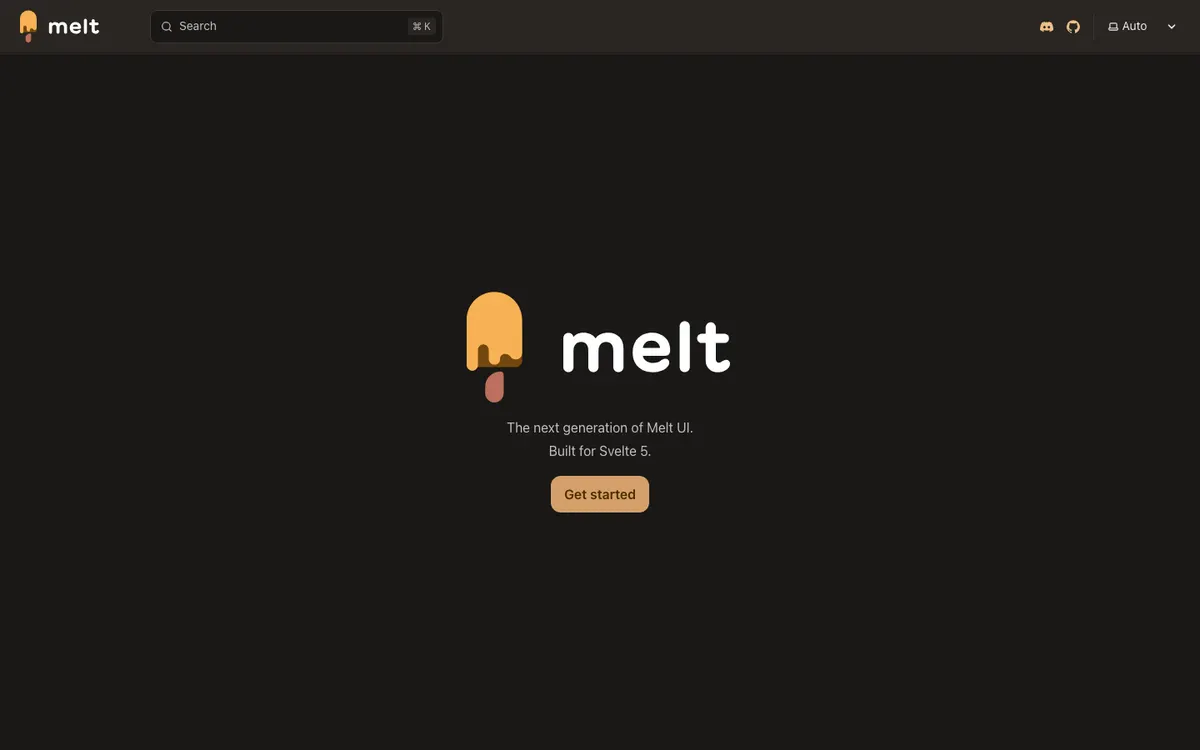 melt
Search
⌘ K
Auto
melt
The next generation of Melt UI.
Built for Svelte 5.
Get started